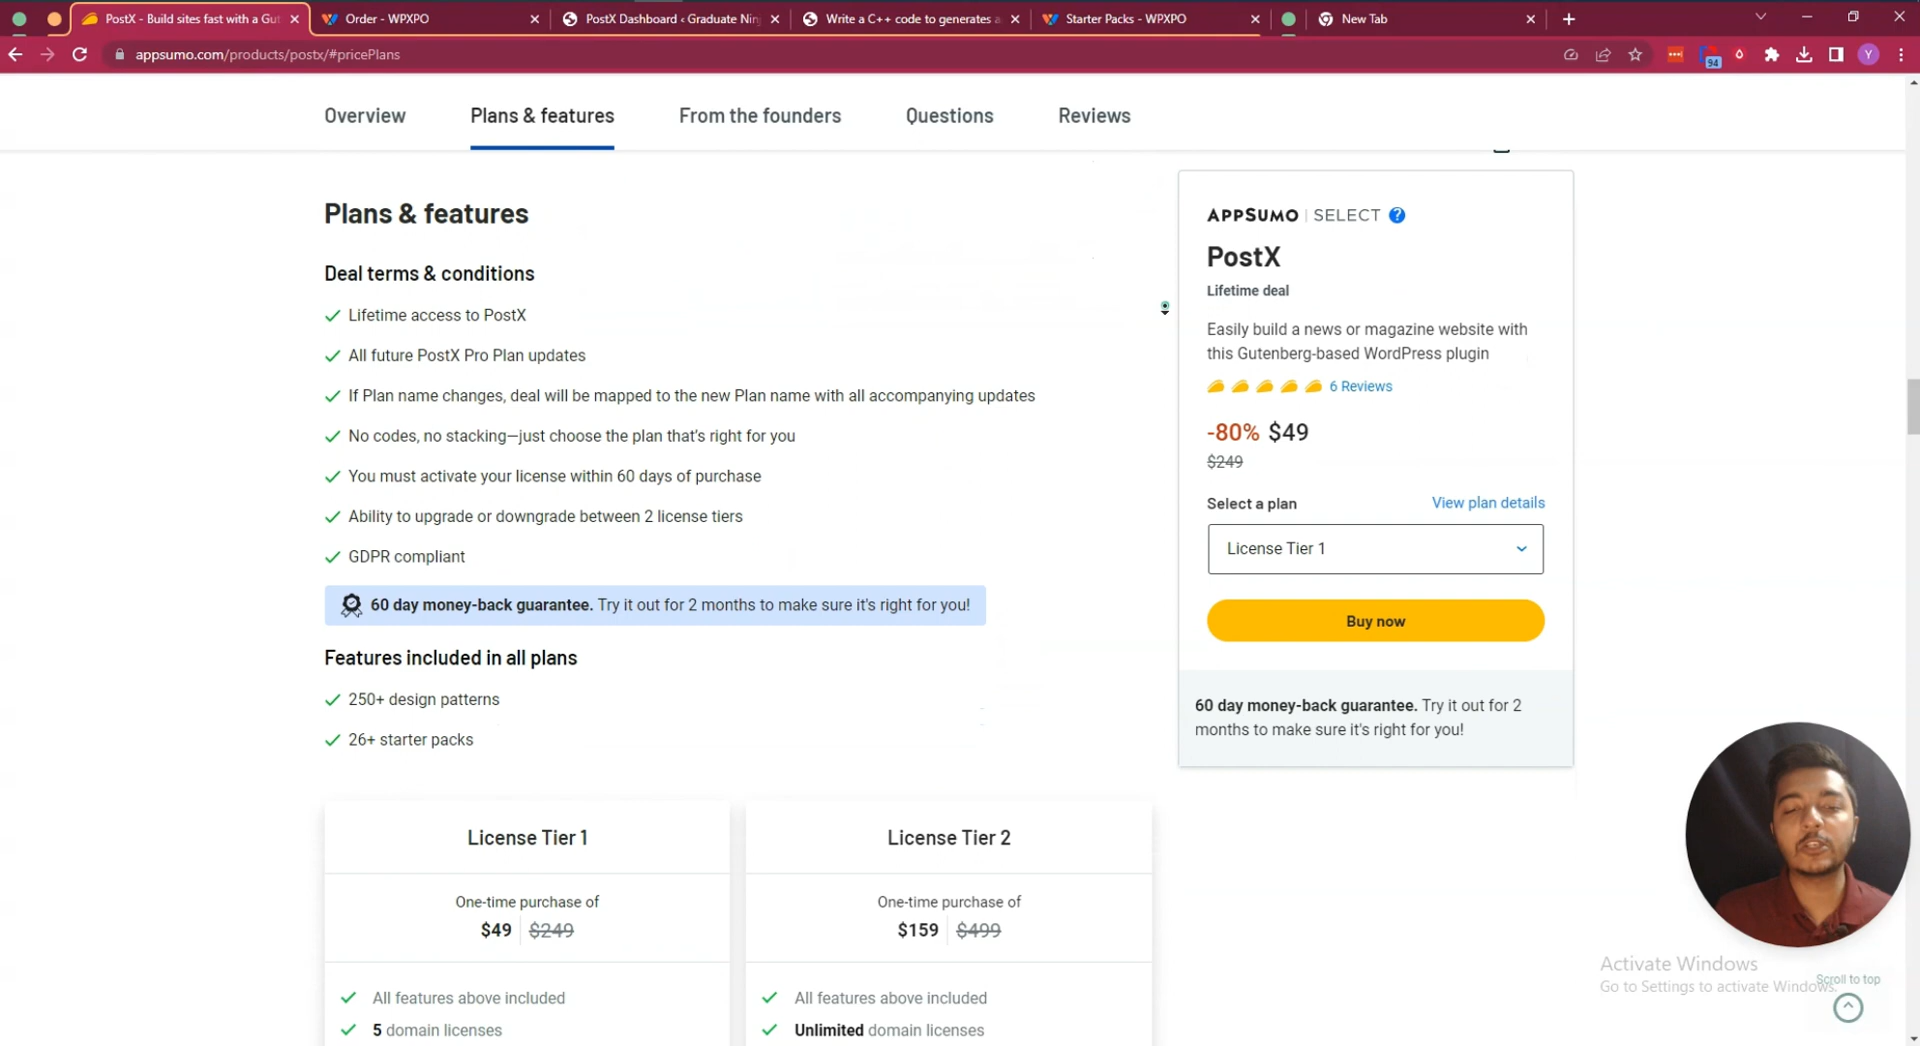 PostX - Build sites fast with a Gut
Order - WPXPO
PostX Dashboard ‹ Graduate Nin
Write a C++ code to generates a
Starter Packs - WPXPO
New Tab
appsumo.com/products/postx/#pricePlans
94
Y
Overview
Plans & features
From the founders
Questions
Reviews
Plans & features
Deal terms & conditions
Lifetime access to PostX
All future PostX Pro Plan updates
If Plan name changes, deal will be mapped to the new Plan name with all accompanying updates
No codes, no stacking—just choose the plan that's right for you
You must activate your license within 60 days of purchase
Ability to upgrade or downgrade between 2 license tiers
GDPR compliant
60 day money-back guarantee. Try it out for 2 months to make sure it's right for you!
Features included in all plans
250+ design patterns
26+ starter packs
License Tier 1
One-time purchase of
$49 $249
All features above included
5 domain licenses
License Tier 2
One-time purchase of
$159 $499
All features above included
Unlimited domain licenses
APPSUMO | SELECT ?
PostX
Lifetime deal
Easily build a news or magazine website with
this Gutenberg-based WordPress plugin
6 Reviews
-80% $49
$249
Select a plan
View plan details
License Tier 1
Buy now
60 day money-back guarantee. Try it out for 2
months to make sure it's right for you!
Activate Windows
Go to Settings to activate Windows.
Scroll to top